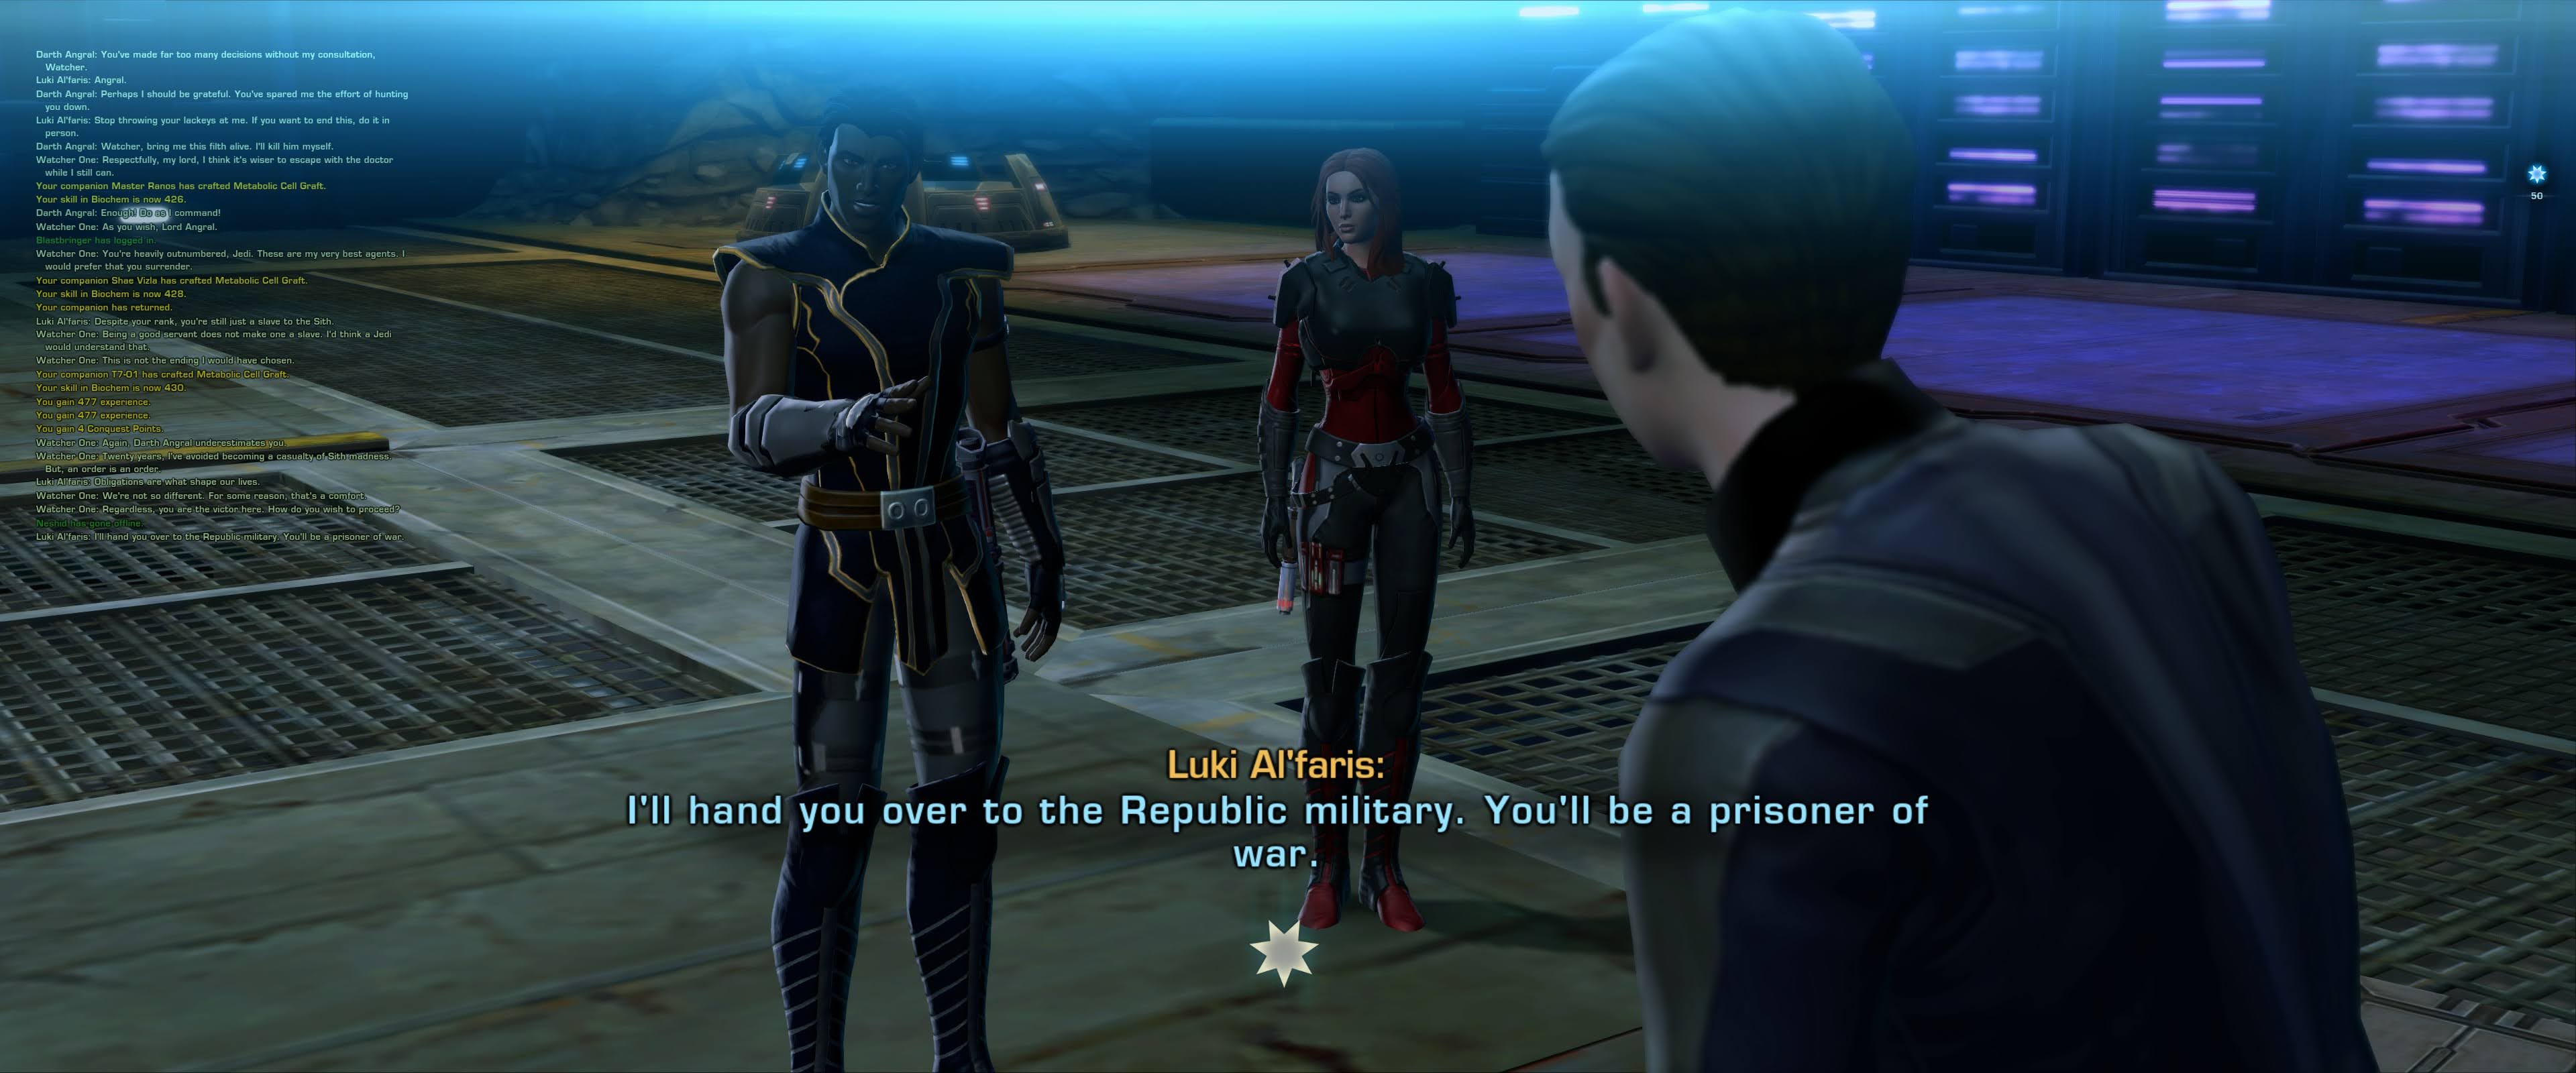 Darth Angral: You've made far too many decisions without my consultation,
Watcher.
Luki Al'faris: Angral.
Darth Angral: Perhaps I should be grateful. You've spared me the effort of hunting
you down.
Luki Al'faris: Stop throwing your lackeys at me. If you want to end this, do it in
person.
Darth Angral: Watcher, bring me this filth alive. I'll kill him myself.
Watcher One: Respectfully, my lord, I think it's wiser to escape with the doctor
while I still can.
Your companion Master Ranos has crafted Metabolic Cell Graft.
Your skill in Biochem is now 426.
Darth Angral: Enough! Do as I command!
Watcher One: As you wish, Lord Angral.
Blastbringer has logged in.
Watcher One: You're heavily outnumbered, Jedi. These are my very best agents. I
would prefer that you surrender.
Your companion Shae Vizla has crafted Metabolic Cell Graft.
Your skill in Biochem is now 428.
Your companion has returned.
Luki Al'faris: Despite your rank, you're still just a slave to the Sith.
Watcher One: Being a good servant does not make one a slave. I'd think a Jedi
would understand that.
Watcher One: This is not the ending I would have chosen.
Your companion T7-O1 has crafted Metabolic Cell Graft.
Your skill in Biochem is now 430.
You gain 477 experience.
You gain 477 experience.
You gain 4 Conquest Points.
Watcher One: Again, Darth Angral underestimates you.
Watcher One: Twenty years, I've avoided becoming a casualty of Sith madness.
But, an order is an order.
Luki Al'faris: Obligations are what shape our lives.
Watcher One: We're not so different. For some reason, that's a comfort.
Watcher One: Regardless, you are the victor here. How do you wish to proceed?
Neshid has gone offline.
Luki Al'faris: I'll hand you over to the Republic military. You'll be a prisoner of war.
50
Luki Al'faris:
I'll hand you over to the Republic military. You'll be a prisoner of
war.